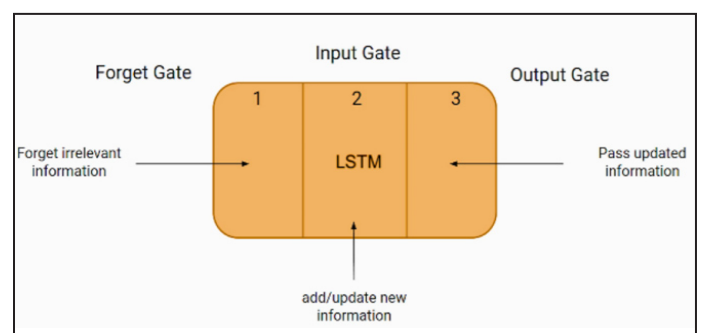 Input Gate
Forget Gate
Output Gate
1
2
3
Forget irrelevant
information
LSTM
Pass updated
information
add/update new
information